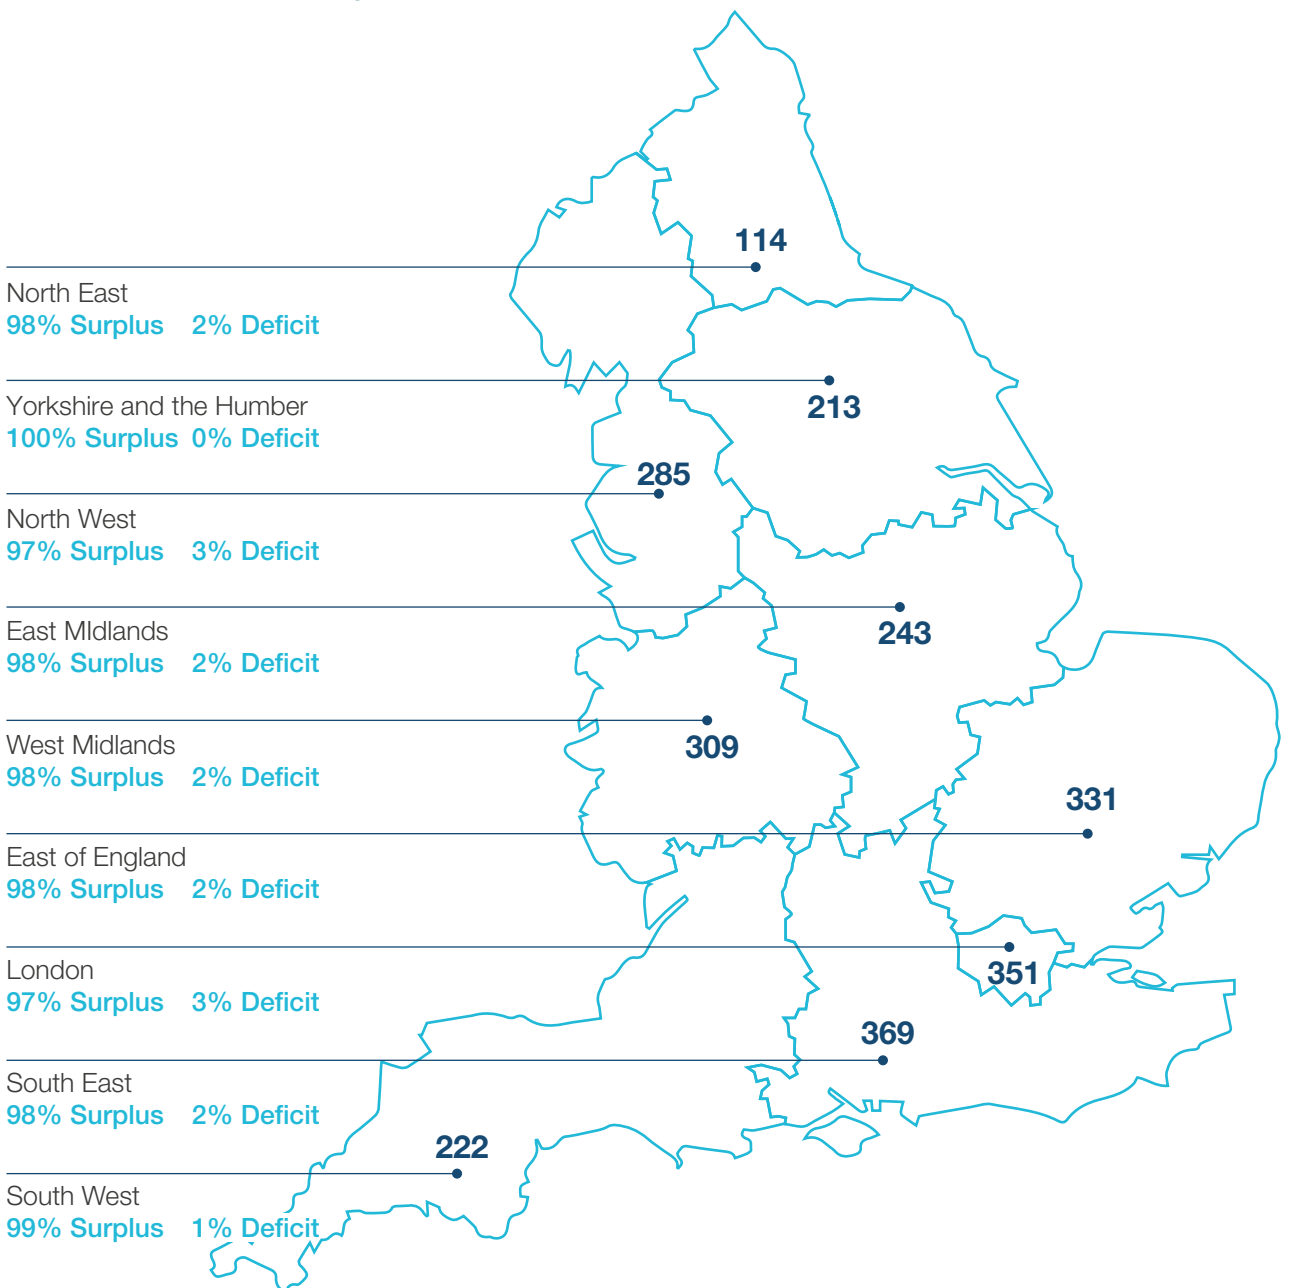 114
North East
98% Surplus 2% Deficit
Yorkshire and the Humber
100% Surplus 0% Deficit
213
285
North West
97% Surplus 3% Deficit
East MIdlands
98% Surplus 2% Deficit
243
West Midlands
98% Surplus 2% Deficit
309
331
East of England
98% Surplus 2% Deficit
London
97% Surplus 3% Deficit
351
369
South East
98% Surplus 2% Deficit
222
South West
99% Surplus 1% Deficit